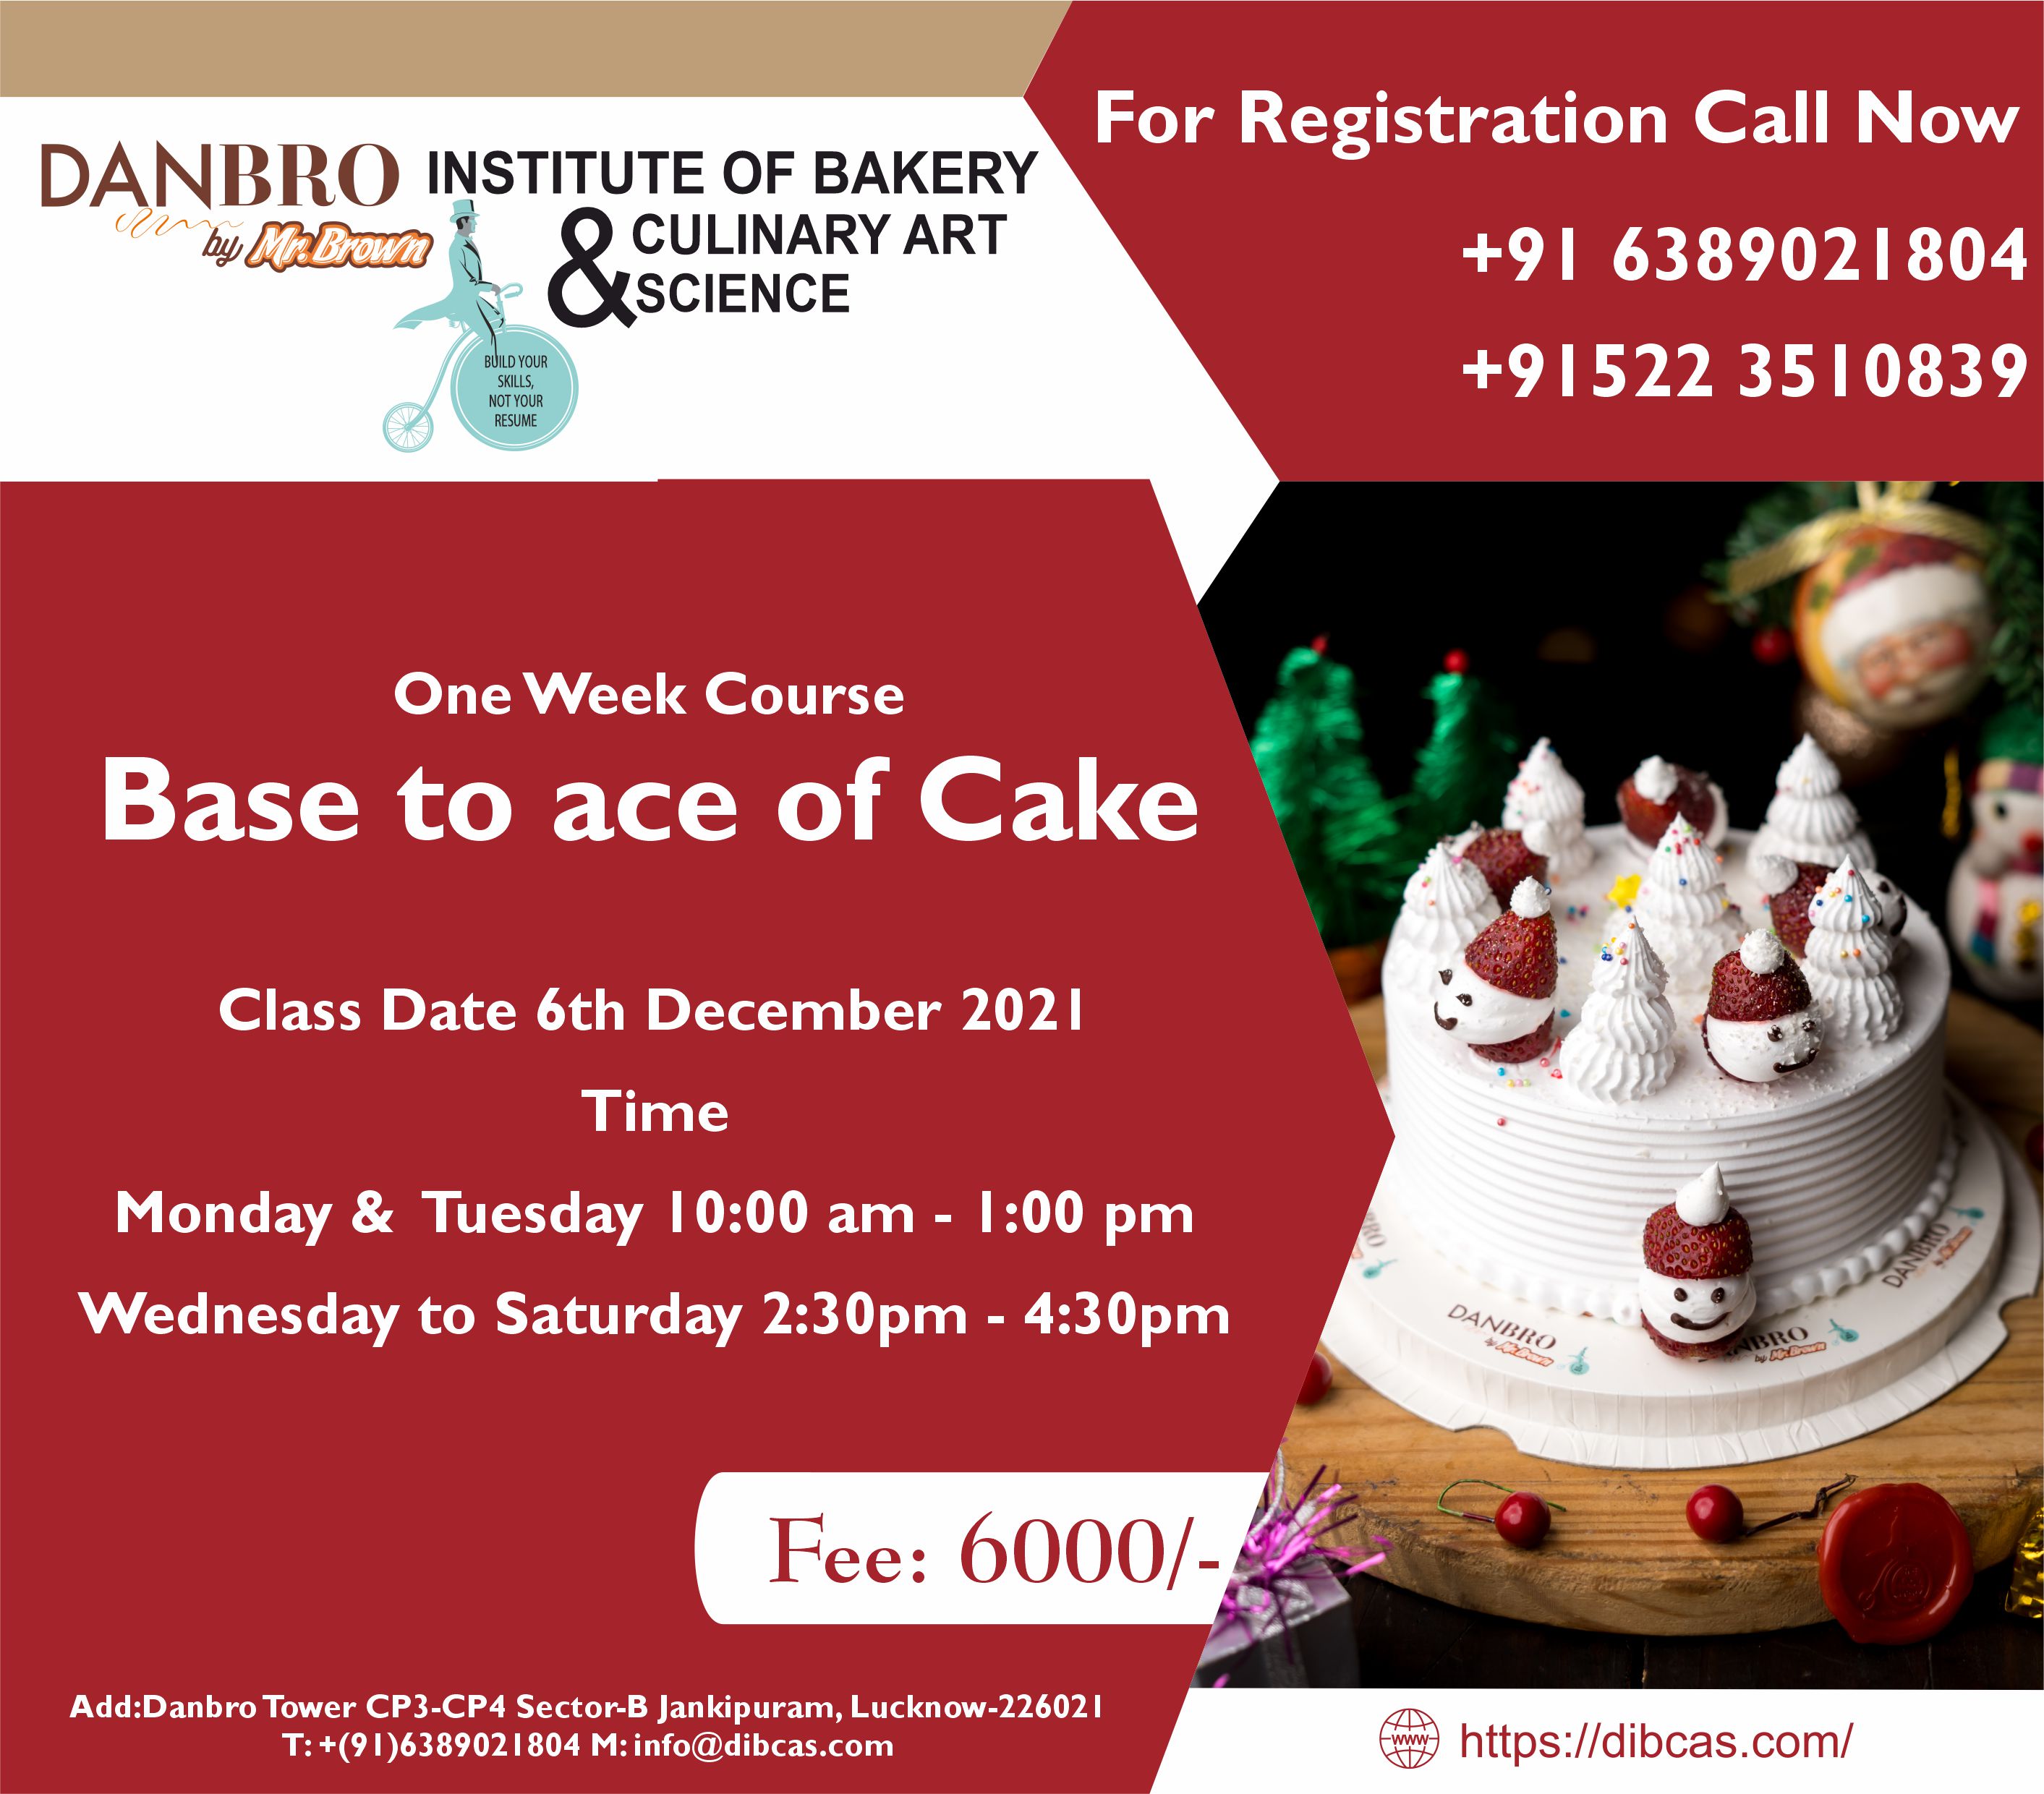 DANBRO
by Mr.Brown
INSTITUTE OF BAKERY
& CULINARY ART
SCIENCE
BUILD YOUR
SKILLS,
NOT YOUR
RESUME
For Registration Call Now
+91 6389021804
+91522 3510839
One Week Course
Base to ace of Cake
Class Date 6th December 2021
Time
Monday & Tuesday 10:00 am - 1:00 pm
Wednesday to Saturday 2:30pm - 4:30pm
Fee: 6000/-
DANBRO
by Mr.Brown
DANBRO
by Mr.Brown
Add:Danbro Tower CP3-CP4 Sector-B Jankipuram, Lucknow-226021
T: +(91)6389021804 M: info@dibcas.com
www
https://dibcas.com/